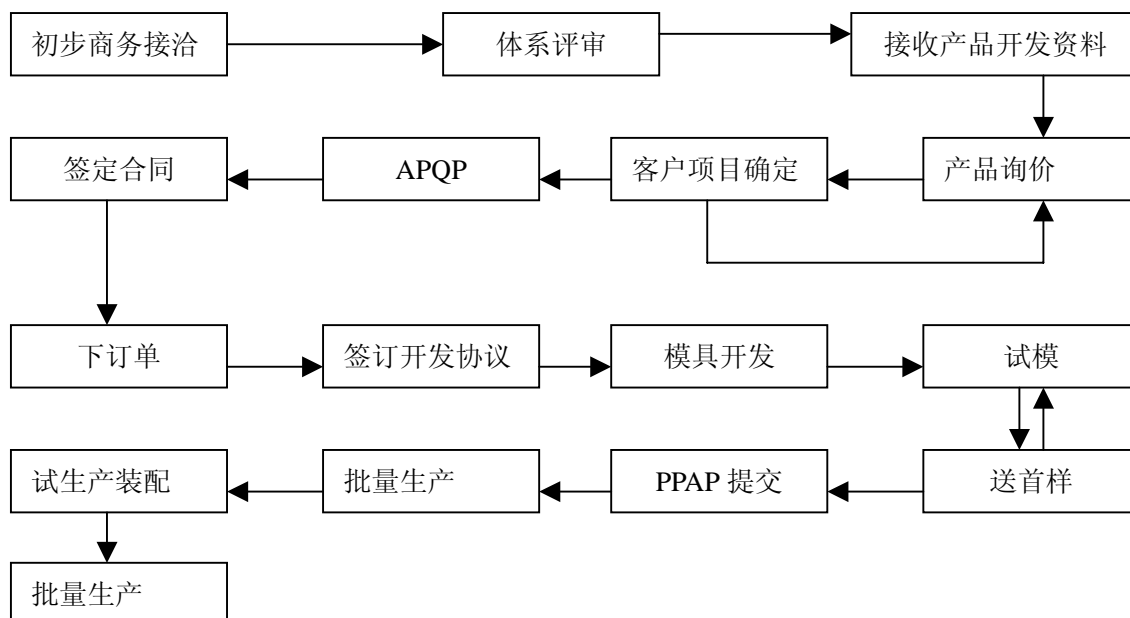 初步商务接洽
体系评审
接收产品开发资料
签定合同
APQP
客户项目确定
产品询价
下订单
签订开发协议
模具开发
试模
试生产装配
批量生产
PPAP 提交
送首样
批量生产